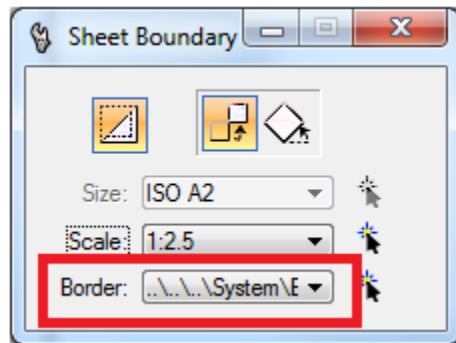 Sheet Boundary
Size: ISO A2
Scale: 1:2.5
Border: ..\..\..\System\E